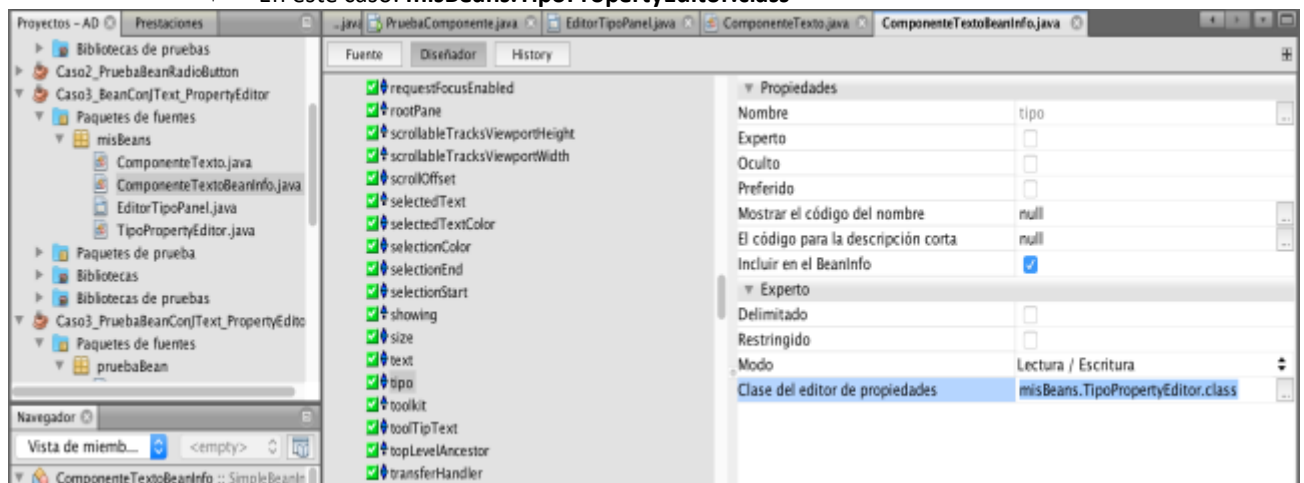 En este caso: misBeans.TipoPropertyEditor.class
Proyectos - AD
Prestaciones
...java
PruebaComponente.java
EditorTipoPanel.java
ComponenteTexto.java
ComponenteTextoBeanInfo.java
Bibliotecas de pruebas
Caso2_PruebaBeanRadioButton
Caso3_BeanConJText_PropertyEditor
Paquetes de fuentes
misBeans
ComponenteTexto.java
ComponenteTextoBeanInfo.java
EditorTipoPanel.java
TipoPropertyEditor.java
Paquetes de prueba
Bibliotecas
Bibliotecas de pruebas
Caso3_PruebaBeanConJText_PropertyEdito
Paquetes de fuentes
pruebaBean
Navegador
Vista de miemb...
<empty>
ComponenteTextoBeanInfo :: SimpleBeanIn
Fuente
Diseñador
History
requestFocusEnabled
rootPane
scrollableTracksViewportHeight
scrollableTracksViewportWidth
scrollOffset
selectedText
selectedTextColor
selectionColor
selectionEnd
selectionStart
showing
size
text
tipo
toolkit
toolTipText
topLevelAncestor
transferHandler
Propiedades
Nombre tipo ...
Experto
Oculto
Preferido
Mostrar el código del nombre null ...
El código para la descripción corta null ...
Incluir en el BeanInfo
Experto
Delimitado
Restringido
Modo Lectura / Escritura
Clase del editor de propiedades misBeans.TipoPropertyEditor.class ...